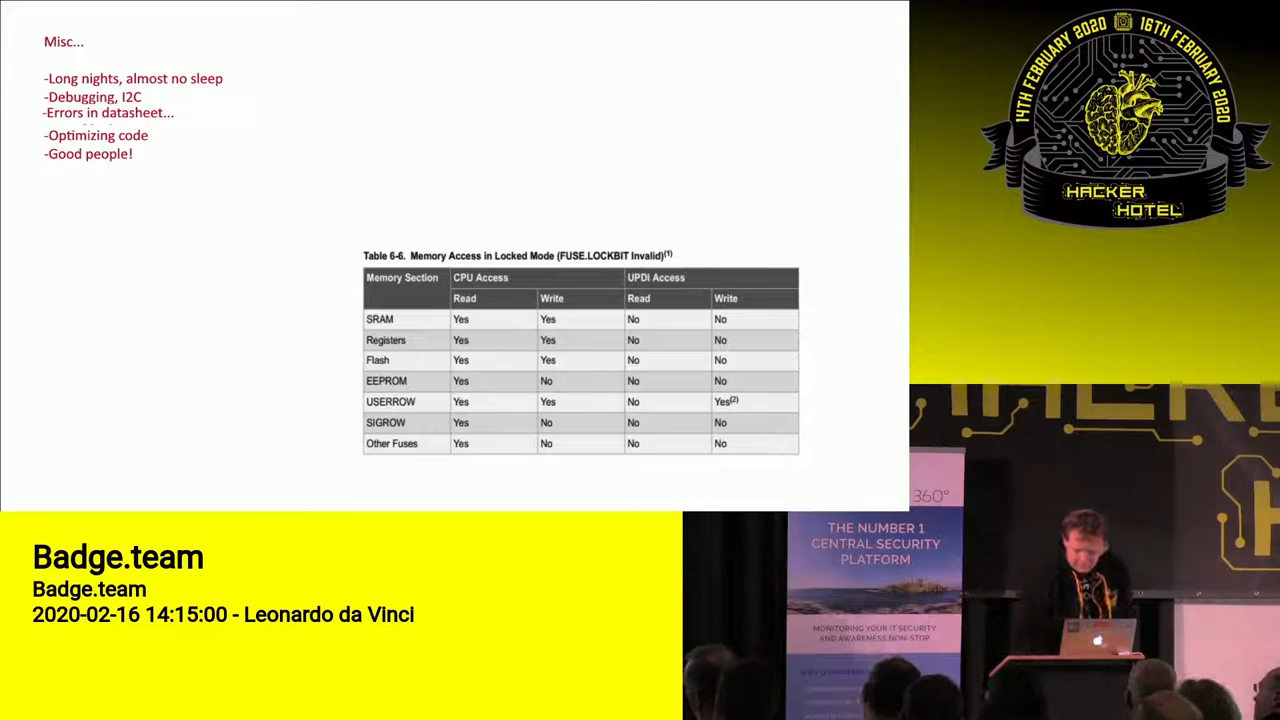 Misc...
-Long nights, almost no sleep
-Debugging, I2C
-Errors in datasheet...
-Optimizing code
-Good people!
Table 6-6. Memory Access in Locked Mode (FUSE.LOCKBIT Invalid)(1)
Memory Section CPU Access UPDI Access
Read Write Read Write
SRAM Yes Yes No No
Registers Yes Yes No No
Flash Yes Yes No No
EEPROM Yes No No No
USERROW Yes Yes No Yes(2)
SIGROW Yes No No No
Other Fuses Yes No No No
14TH FEBRUARY 2020 16TH FEBRUARY 2020
HACKER
HOTEL
Badge.team
Badge.team
2020-02-16 14:15:00 - Leonardo da Vinci
360°
THE NUMBER 1
CENTRAL SECURITY
PLATFORM
MONITORING YOUR IT SECURITY
AND AWARENESS NON-STOP